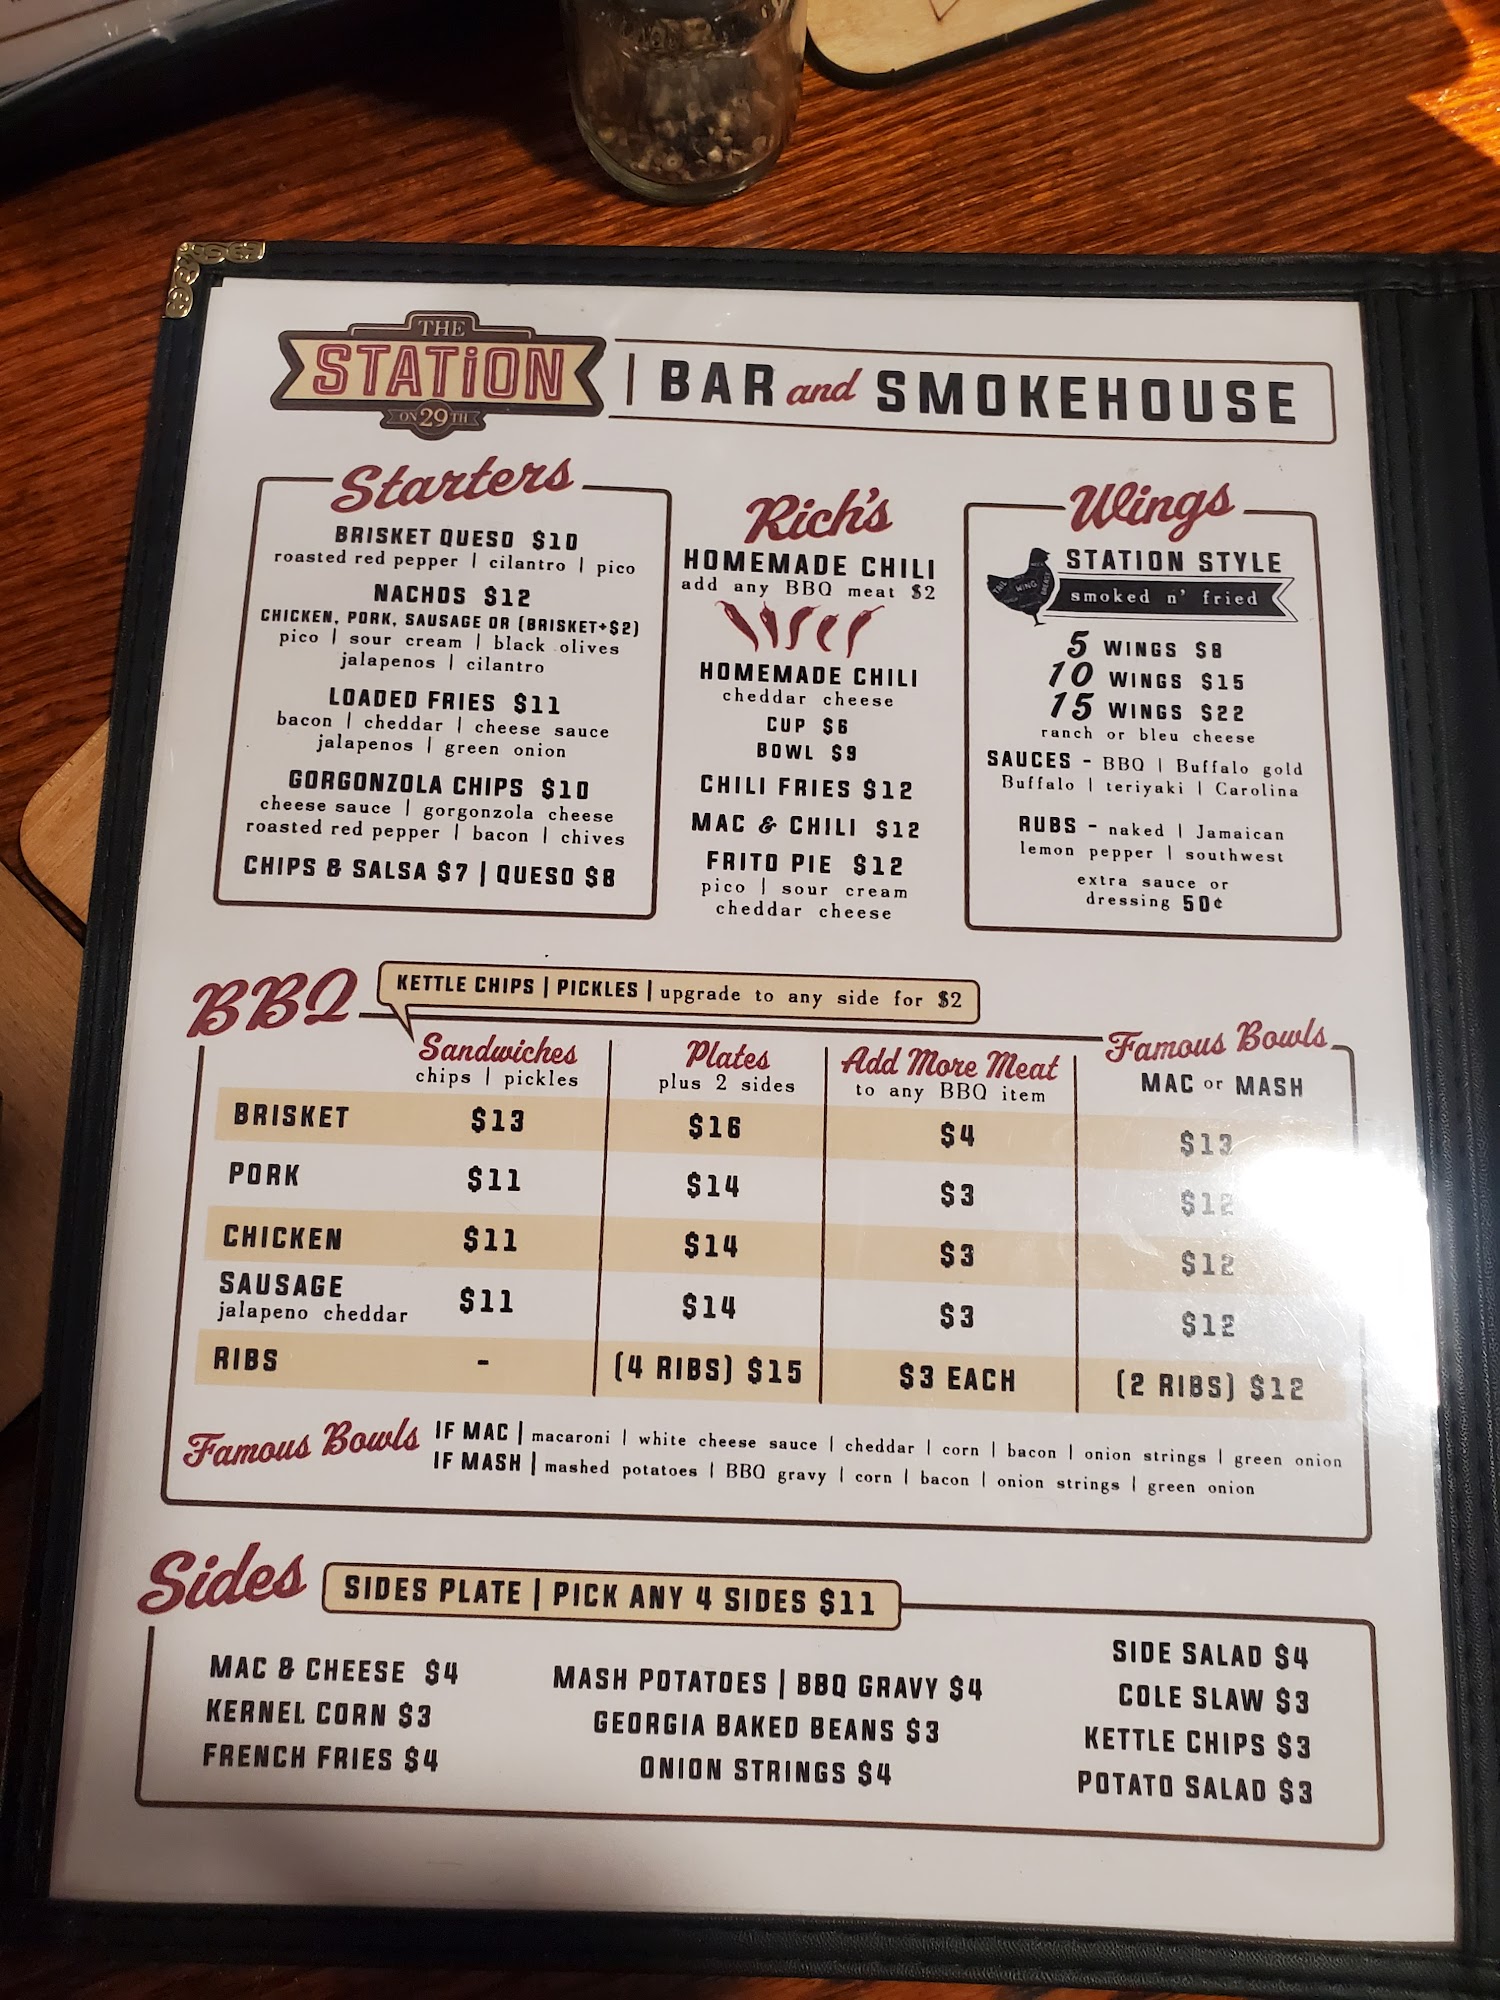 THE
STATION
ON 29TH
BAR and SMOKEHOUSE
Starters
BRISKET QUESO $10
roasted red pepper | cilantro | pico
NACHOS $12
CHICKEN, PORK, SAUSAGE OR (BRISKET+$2)
pico | sour cream | black olives
jalapenos | cilantro
LOADED FRIES $11
bacon | cheddar | cheese sauce
jalapenos | green onion
GORGONZOLA CHIPS $10
cheese sauce | gorgonzola cheese
roasted red pepper | bacon | chives
CHIPS & SALSA $7 | QUESO $8
Rich's
HOMEMADE CHILI
add any BBQ meat $2
HOMEMADE CHILI
cheddar cheese
CUP $6
BOWL $9
CHILI FRIES $12
MAC & CHILI $12
FRITO PIE $12
pico | sour cream
cheddar cheese
Wings
STATION STYLE
TAIL WING BREAST
smoked n' fried
5 WINGS $8
10 WINGS $15
15 WINGS $22
ranch or bleu cheese
SAUCES - BBQ | Buffalo gold
Buffalo | teriyaki | Carolina
RUBS - naked | Jamaican
lemon pepper | southwest
extra sauce or
dressing 50¢
BBQ
KETTLE CHIPS | PICKLES | upgrade to any side for $2
Sandwiches Plates Add More Meat Famous Bowls
chips | pickles plus 2 sides to any BBQ item MAC or MASH
BRISKET $13 $16 $4 $13
PORK $11 $14 $3 $12
CHICKEN $11 $14 $3 $12
SAUSAGE $11 $14 $3 $12
jalapeno cheddar
RIBS - (4 RIBS) $15 $3 EACH (2 RIBS) $12
Famous Bowls IF MAC | macaroni | white cheese sauce | cheddar | corn | bacon | onion strings | green onion
IF MASH | mashed potatoes | BBQ gravy | corn | bacon | onion strings | green onion
Sides
SIDES PLATE | PICK ANY 4 SIDES $11
MAC & CHEESE $4
KERNEL CORN $3
FRENCH FRIES $4
MASH POTATOES | BBQ GRAVY $4
GEORGIA BAKED BEANS $3
ONION STRINGS $4
SIDE SALAD $4
COLE SLAW $3
KETTLE CHIPS $3
POTATO SALAD $3